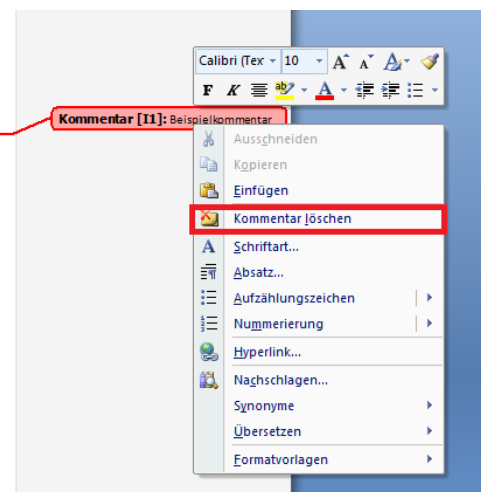 Calibri (Tex 10 A A A
F K ab A
Kommentar [I1]: Beispielkommentar
Ausschneiden
Kopieren
Einfügen
Kommentar löschen
A Schriftart...
Absatz...
Aufzählungszeichen
Nummerierung
Hyperlink...
Nachschlagen...
Synonyme
Übersetzen
Formatvorlagen